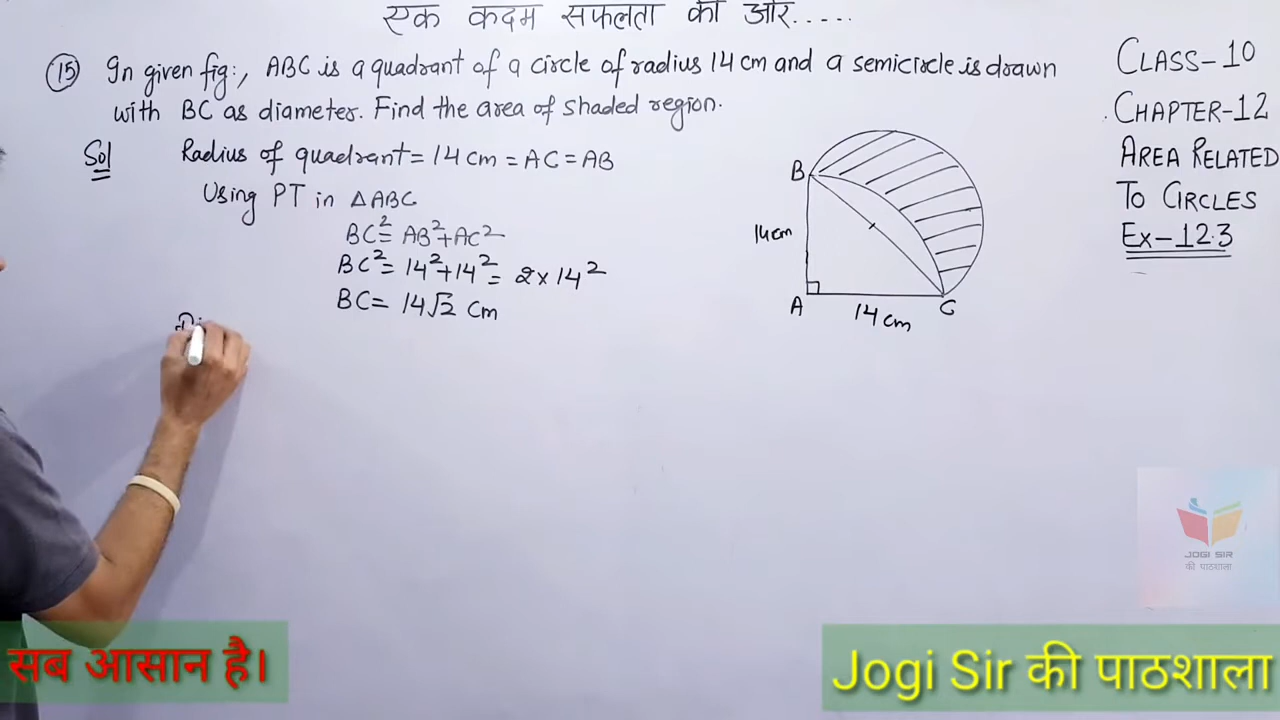 एक कदम सफलता की ओर.....
(15) In given fig:, ABC is a quadrant of a circle of radius 14 cm and a semicircle is drawn
with BC as diameter. Find the area of shaded region.
Sol Radius of quadrant = 14 cm = AC = AB
Using PT in △ABC
BC² = AB² + AC²
BC² = 14² + 14² = 2 × 14²
BC = 14√2 cm
Di
B
14cm
A
14 cm
C
CLASS-10
CHAPTER-12
AREA RELATED
TO CIRCLES
Ex-12.3
JOGI SIR
की पाठशाला
सब आसान है।
Jogi Sir की पाठशाला